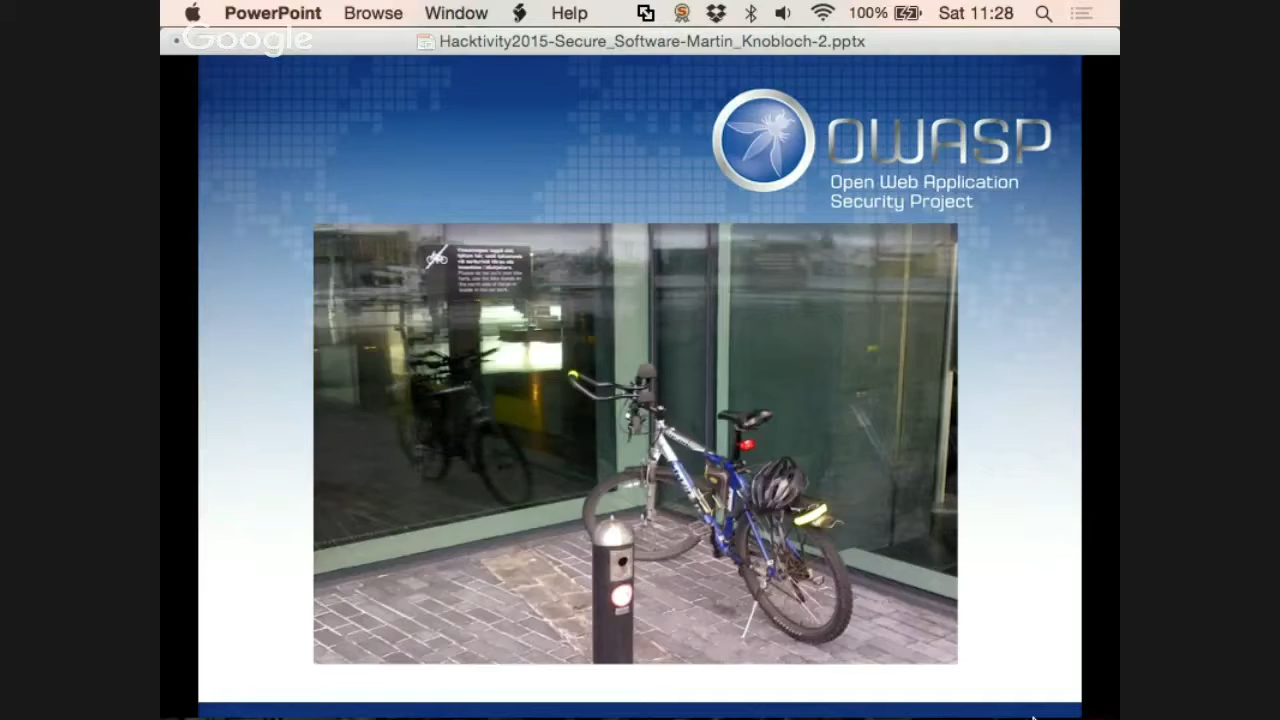 PowerPoint Browse Window Help 100% Sat 11:28
Google
Hacktivity2015-Secure_Software-Martin_Knobloch-2.pptx
OWASP
Open Web Application
Security Project